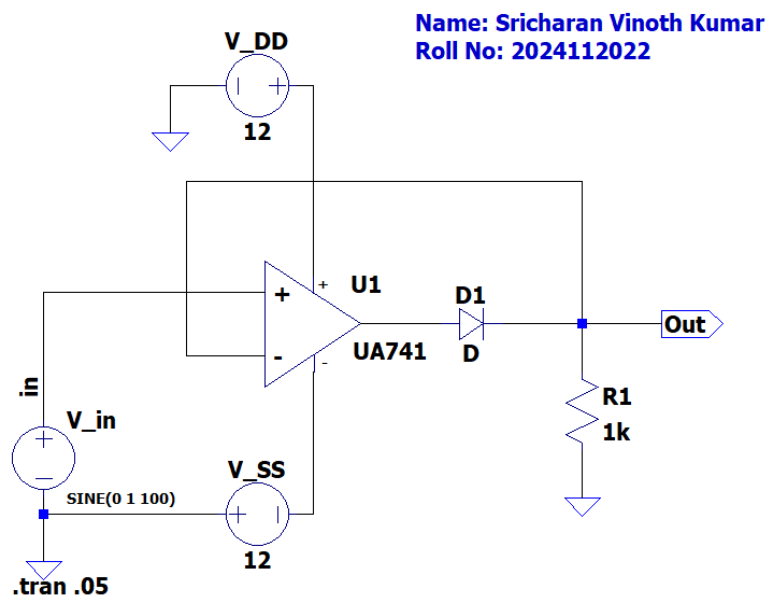 Name: Sricharan Vinoth Kumar
Roll No: 2024112022
V_DD
12
U1
UA741
D1
D
Out
in
V_in
SINE(0 1 100)
R1
1k
V_SS
12
.tran .05